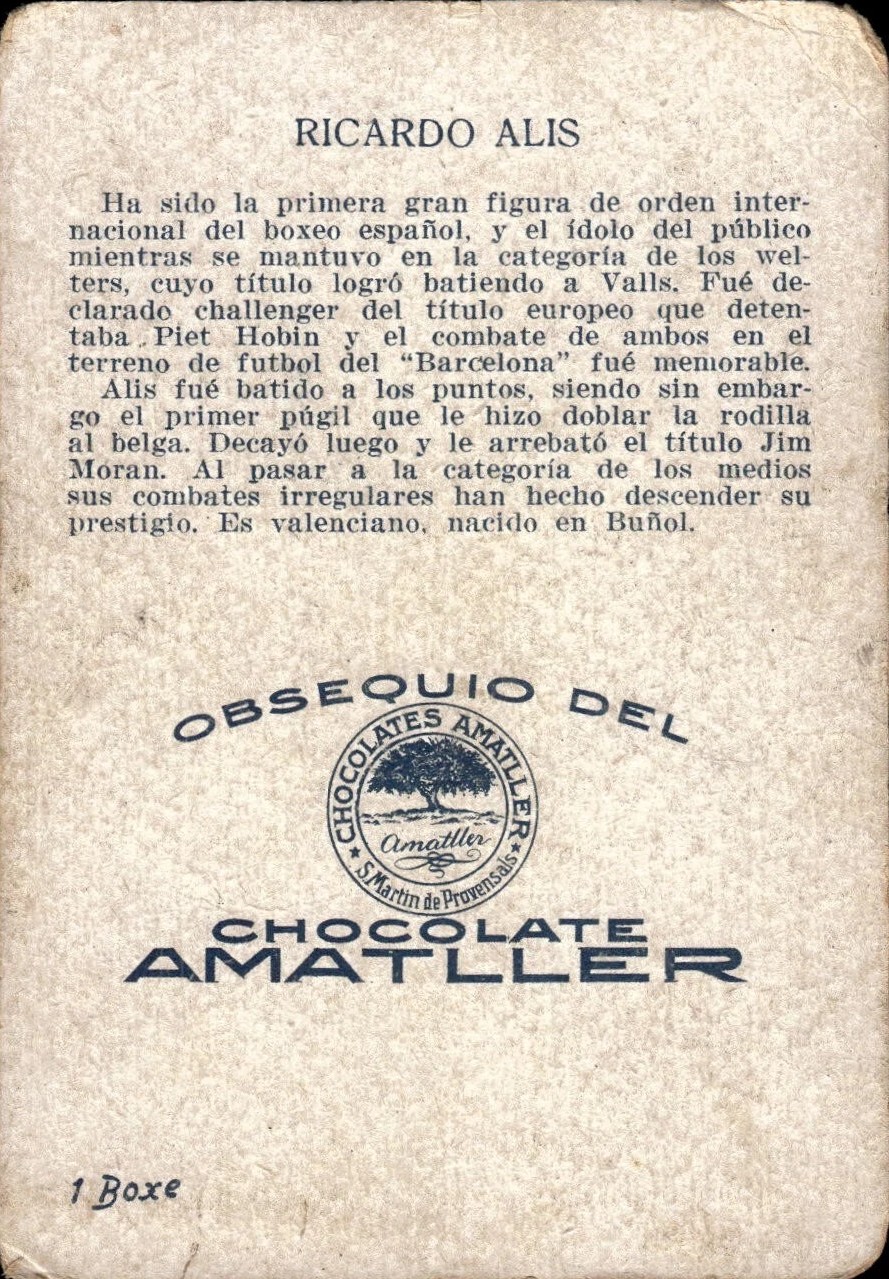 RICARDO ALIS
Ha sido la primera gran figura de orden inter-
nacional del boxeo español, y el ídolo del público
mientras se mantuvo en la categoría de los wel-
ters, cuyo título logró batiendo a Valls. Fué de-
clarado challenger del título europeo que deten-
taba Piet Hobin y el combate de ambos en el
terreno de futbol del “Barcelona” fué memorable.
Alis fué batido a los puntos, siendo sin embar-
go el primer púgil que le hizo doblar la rodilla
al belga. Decayó luego y le arrebató el título Jim
Moran. Al pasar a la categoría de los medios
sus combates irregulares han hecho descender su
prestigio. Es valenciano, nacido en Buñol.
OBSEQUIO DEL
CHOCOLATES AMATLLER
Amatller
S. Martin de Provensals
CHOCOLATE
AMATLLER
1 Boxe